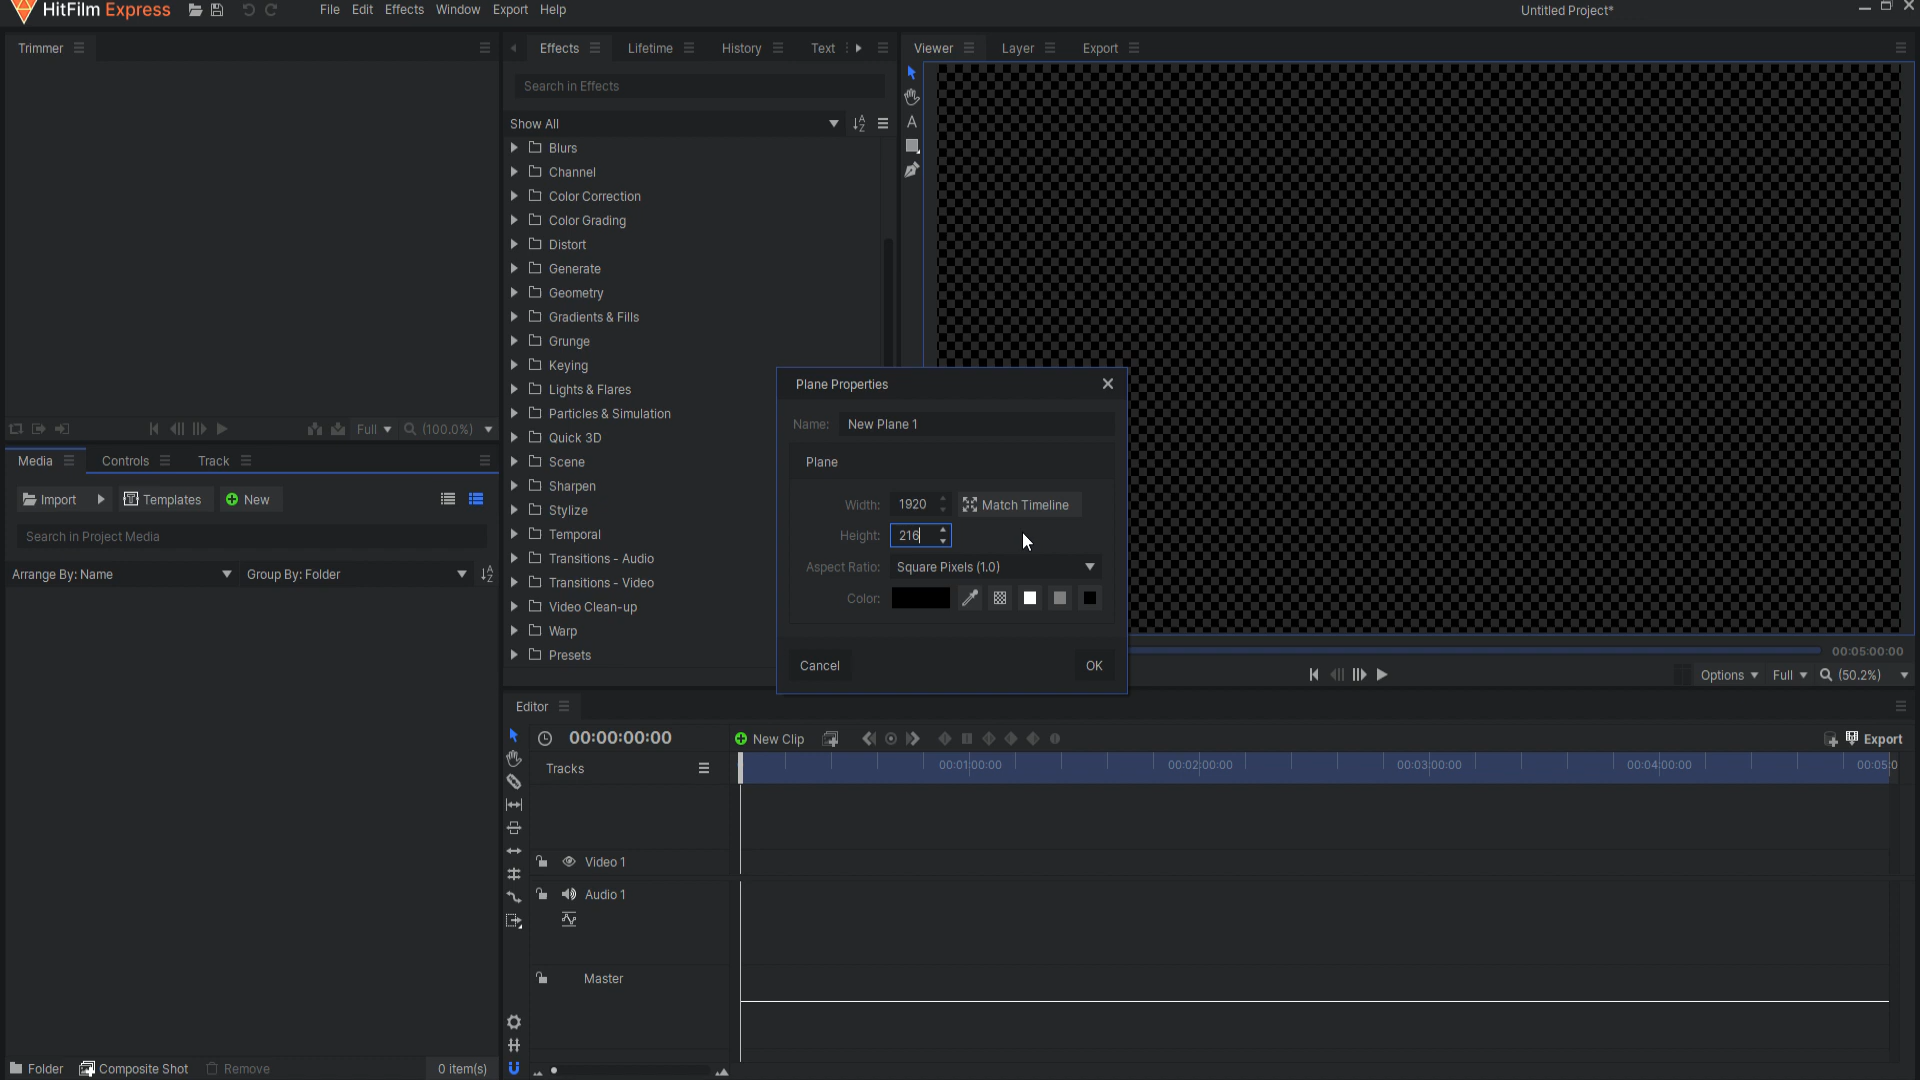 HitFilm Express
File Edit Effects Window Export Help
Untitled Project*
Trimmer
Effects Lifetime History Text
Viewer Layer Export
Search in Effects
Show All
Blurs
Channel
Color Correction
Color Grading
Distort
Generate
Geometry
Gradients & Fills
Grunge
Keying
Lights & Flares
Particles & Simulation
Quick 3D
Scene
Sharpen
Stylize
Temporal
Transitions - Audio
Transitions - Video
Video Clean-up
Warp
Presets
Full (100.0%)
Media Controls Track
Import Templates New
Search in Project Media
Arrange By: Name Group By: Folder
Plane Properties
Name: New Plane 1
Plane
Width: 1920 Match Timeline
Height: 216
Aspect Ratio: Square Pixels (1.0)
Color:
Cancel OK
00:05:00:00
Options Full (50.2%)
Editor
00:00:00:00 New Clip Export
Tracks 00:01:00:00 00:02:00:00 00:03:00:00 00:04:00:00 00:05:0
Video 1
Audio 1
Master
Folder Composite Shot Remove 0 item(s)